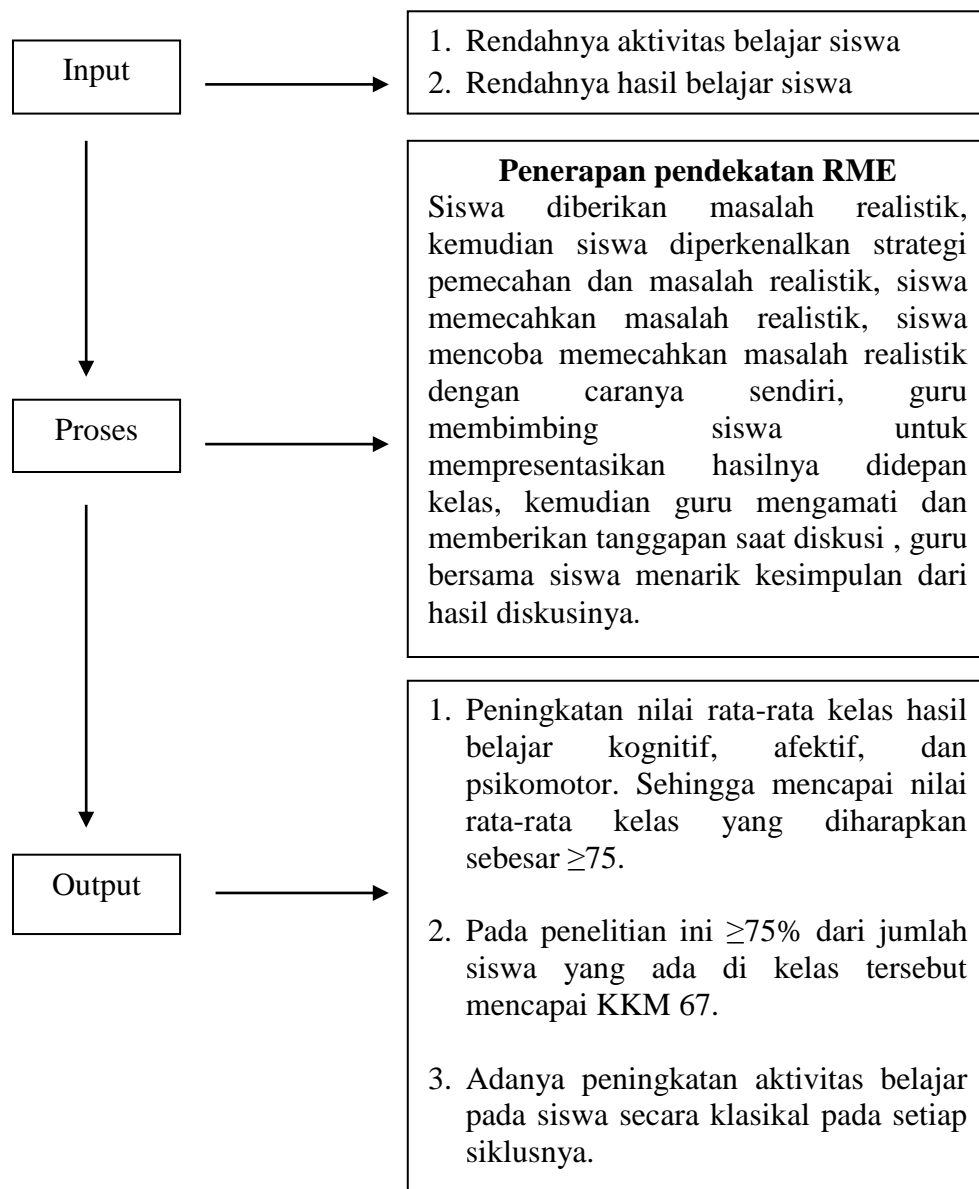 Input
1. Rendahnya aktivitas belajar siswa
2. Rendahnya hasil belajar siswa
Proses
Penerapan pendekatan RME
Siswa diberikan masalah realistik,
kemudian siswa diperkenalkan strategi
pemecahan dan masalah realistik, siswa
memecahkan masalah realistik, siswa
mencoba memecahkan masalah realistik
dengan caranya sendiri, guru
membimbing siswa untuk
mempresentasikan hasilnya didepan
kelas, kemudian guru mengamati dan
memberikan tanggapan saat diskusi , guru
bersama siswa menarik kesimpulan dari
hasil diskusinya.
Output
1. Peningkatan nilai rata-rata kelas hasil
belajar kognitif, afektif, dan
psikomotor. Sehingga mencapai nilai
rata-rata kelas yang diharapkan
sebesar ≥75.
2. Pada penelitian ini ≥75% dari jumlah
siswa yang ada di kelas tersebut
mencapai KKM 67.
3. Adanya peningkatan aktivitas belajar
pada siswa secara klasikal pada setiap
siklusnya.